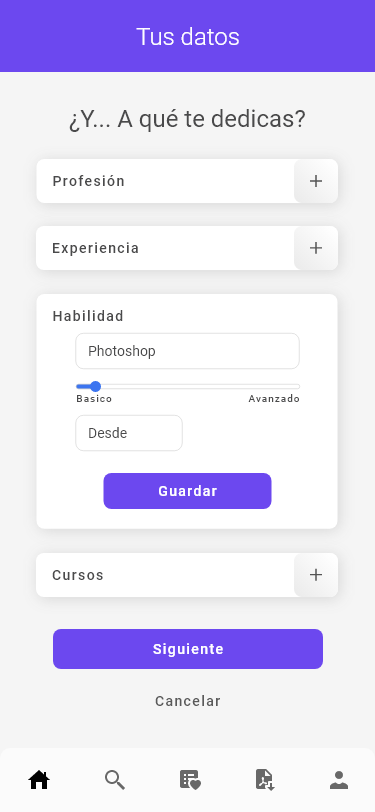 Tus datos
¿Y... A qué te dedicas?
Profesión
Experiencia
Habilidad
Photoshop
Basico Avanzado
Desde
Guardar
Cursos
Siguiente
Cancelar